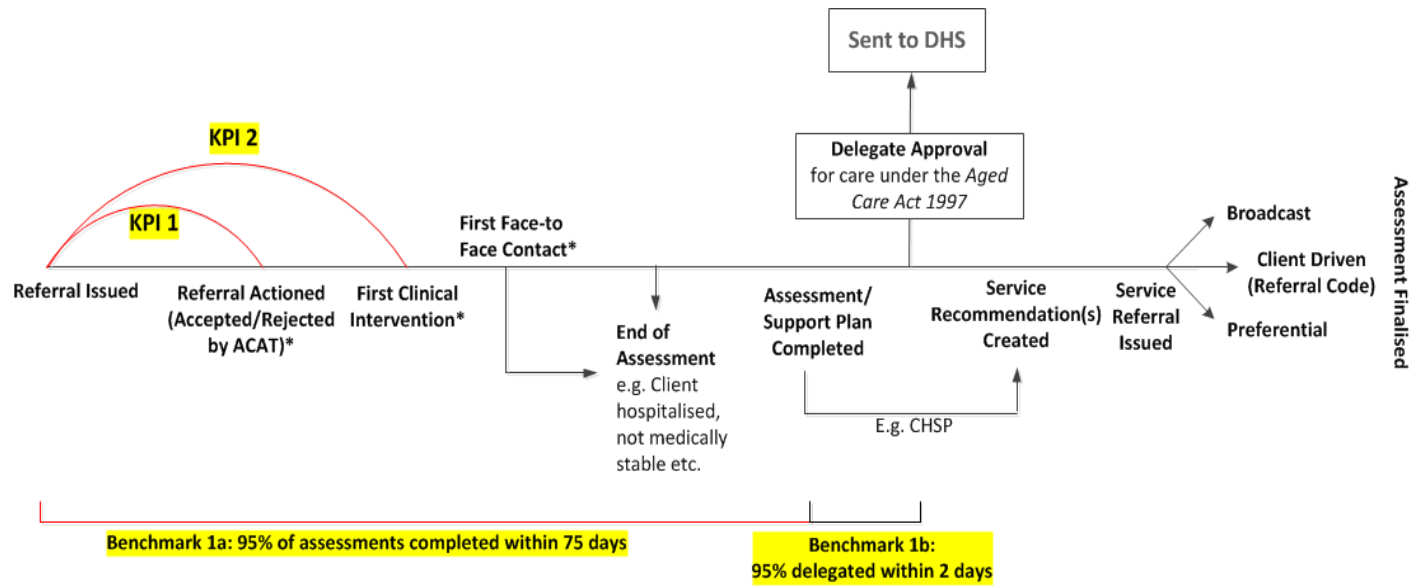 Sent to DHS
KPI 2
Delegate Approval
for care under the Aged
Care Act 1997
KPI 1
First Face-to
Face Contact*
Broadcast
Client Driven
(Referral Code)
Preferential
Assessment Finalised
Referral Issued
Referral Actioned
(Accepted/Rejected
by ACAT)*
First Clinical
Intervention*
End of
Assessment
e.g. Client
hospitalised,
not medically
stable etc.
Assessment/
Support Plan
Completed
Service
Recommendation(s)
Created
Service
Referral
Issued
E.g. CHSP
Benchmark 1a: 95% of assessments completed within 75 days
Benchmark 1b:
95% delegated within 2 days